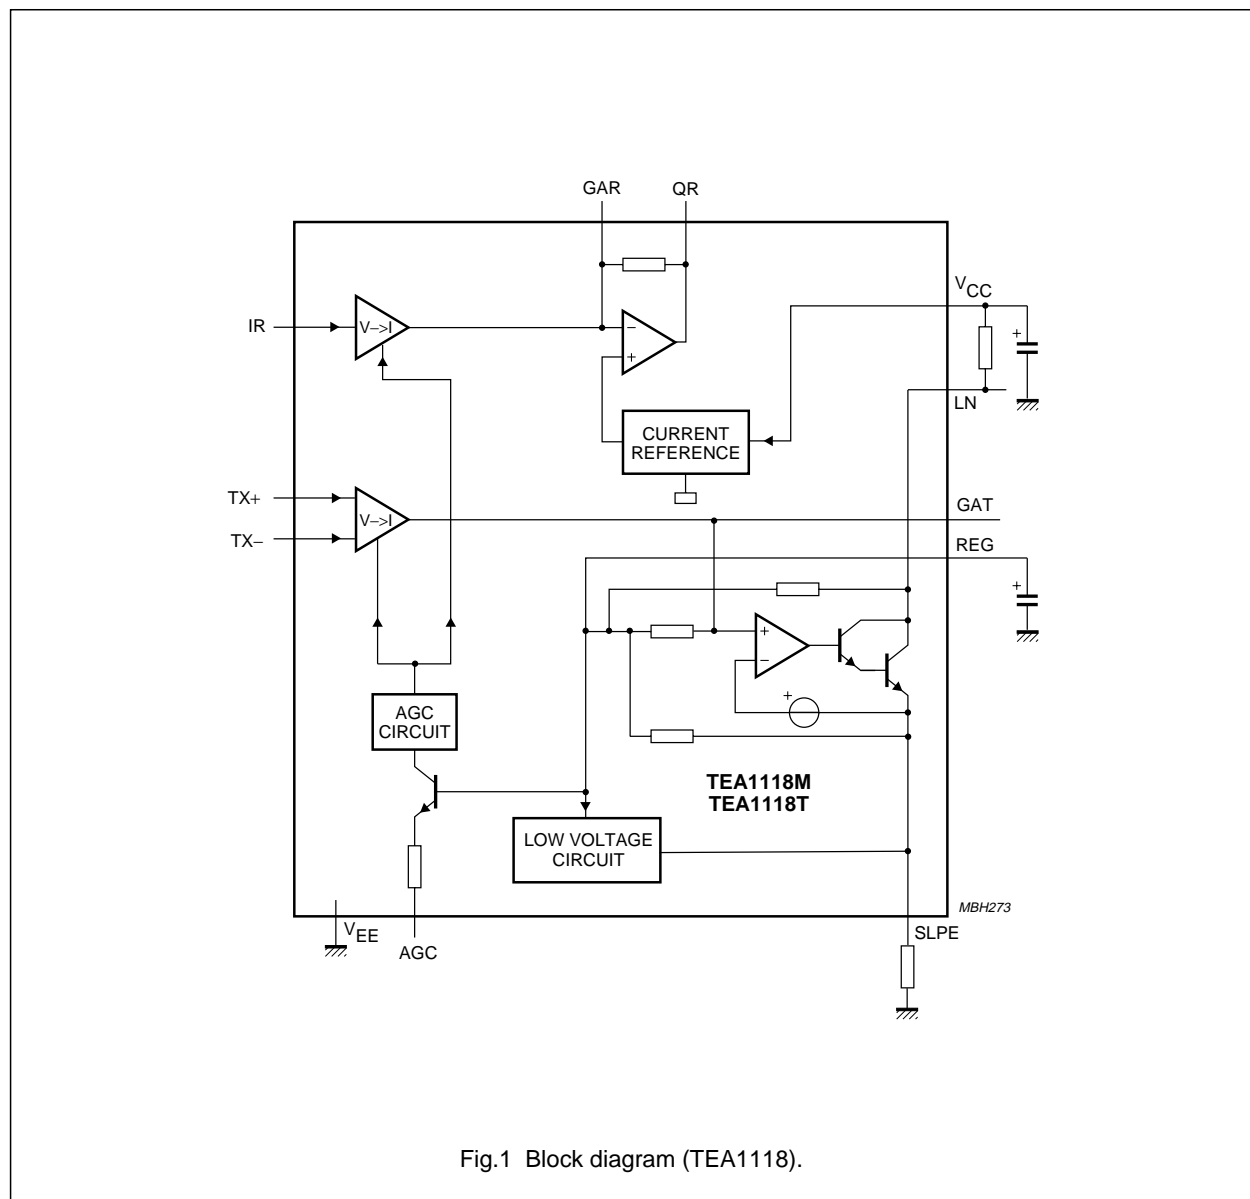 GAR QR
VCC
+
IR
V–>I
–
+
LN
CURRENT
REFERENCE
TX+
V–>I
GAT
TX–
REG
+
+
–
+
AGC
CIRCUIT
TEA1118M
TEA1118T
LOW VOLTAGE
CIRCUIT
MBH273
VEE
SLPE
AGC
Fig.1 Block diagram (TEA1118).